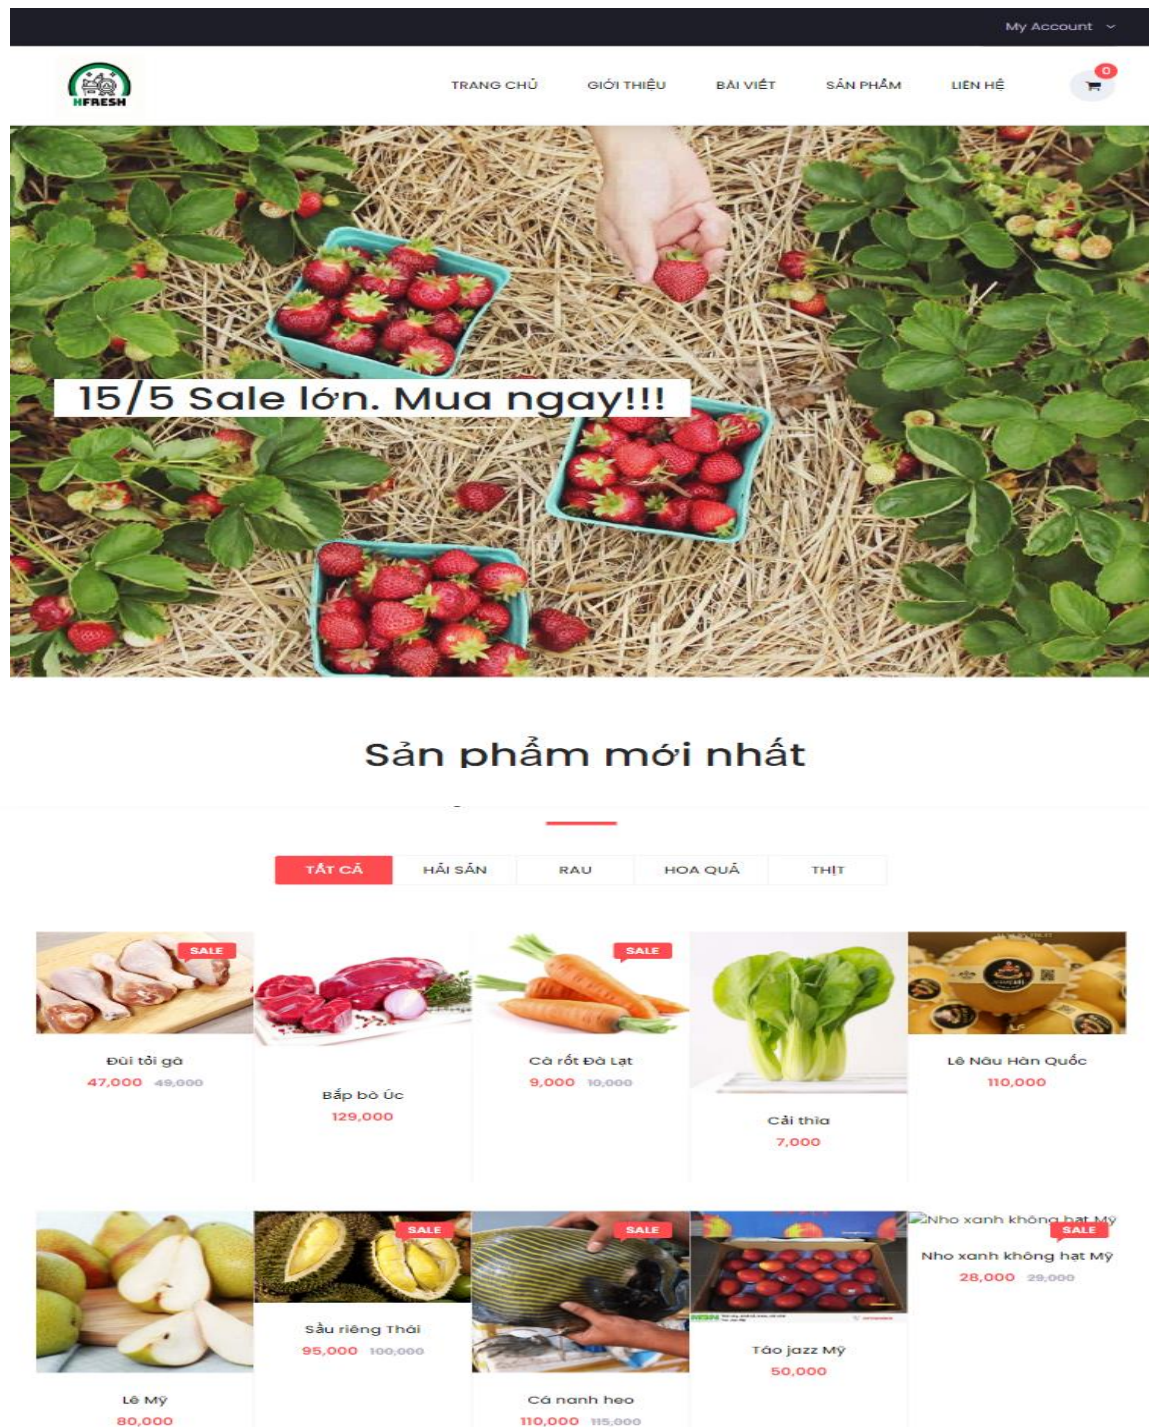 My Account
HFRESH
TRANG CHỦ GIỚI THIỆU BÀI VIẾT SẢN PHẨM LIÊN HỆ 0
15/5 Sale lớn. Mua ngay!!!
Sản phẩm mới nhất
TẤT CẢ HẢI SẢN RAU HOA QUẢ THỊT
SALE
Đùi tỏi gà
47,000 49,000
Bắp bò Úc
129,000
SALE
Cà rốt Đà Lạt
9,000 10,000
Cải thìa
7,000
Lê Nâu Hàn Quốc
110,000
Lê Mỹ
80,000
SALE
Sầu riêng Thái
95,000 100,000
SALE
Cá nanh heo
110,000 115,000
Táo jazz Mỹ
50,000
Nho xanh không hạt Mỹ
SALE
Nho xanh không hạt Mỹ
28,000 29,000